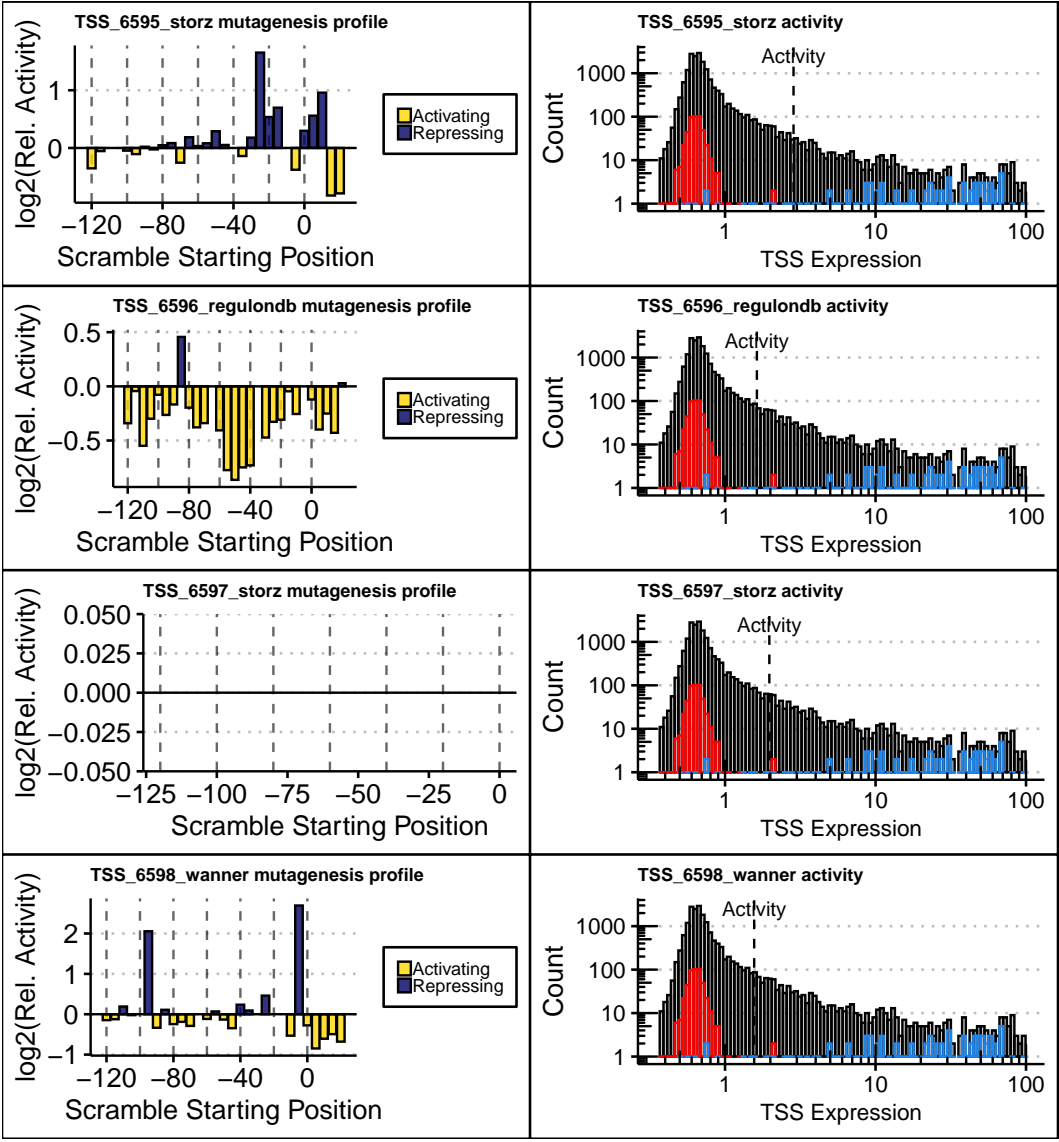 TSS_6595_storz mutagenesis profile
log2(Rel. Activity)
1
0
−120
−80
−40
0
Scramble Starting Position
Activating
Repressing
TSS_6595_storz activity
Activity
Count
1000
100
10
1
1
10
100
TSS Expression
TSS_6596_regulondb mutagenesis profile
log2(Rel. Activity)
0.5
0.0
−0.5
−120
−80
−40
0
Scramble Starting Position
Activating
Repressing
TSS_6596_regulondb activity
Activity
Count
1000
100
10
1
1
10
100
TSS Expression
TSS_6597_storz mutagenesis profile
log2(Rel. Activity)
0.050
0.025
0.000
−0.025
−0.050
−125
−100
−75
−50
−25
0
Scramble Starting Position
TSS_6597_storz activity
Activity
Count
1000
100
10
1
1
10
100
TSS Expression
TSS_6598_wanner mutagenesis profile
log2(Rel. Activity)
2
1
0
−1
−120
−80
−40
0
Scramble Starting Position
Activating
Repressing
TSS_6598_wanner activity
Activity
Count
1000
100
10
1
1
10
100
TSS Expression